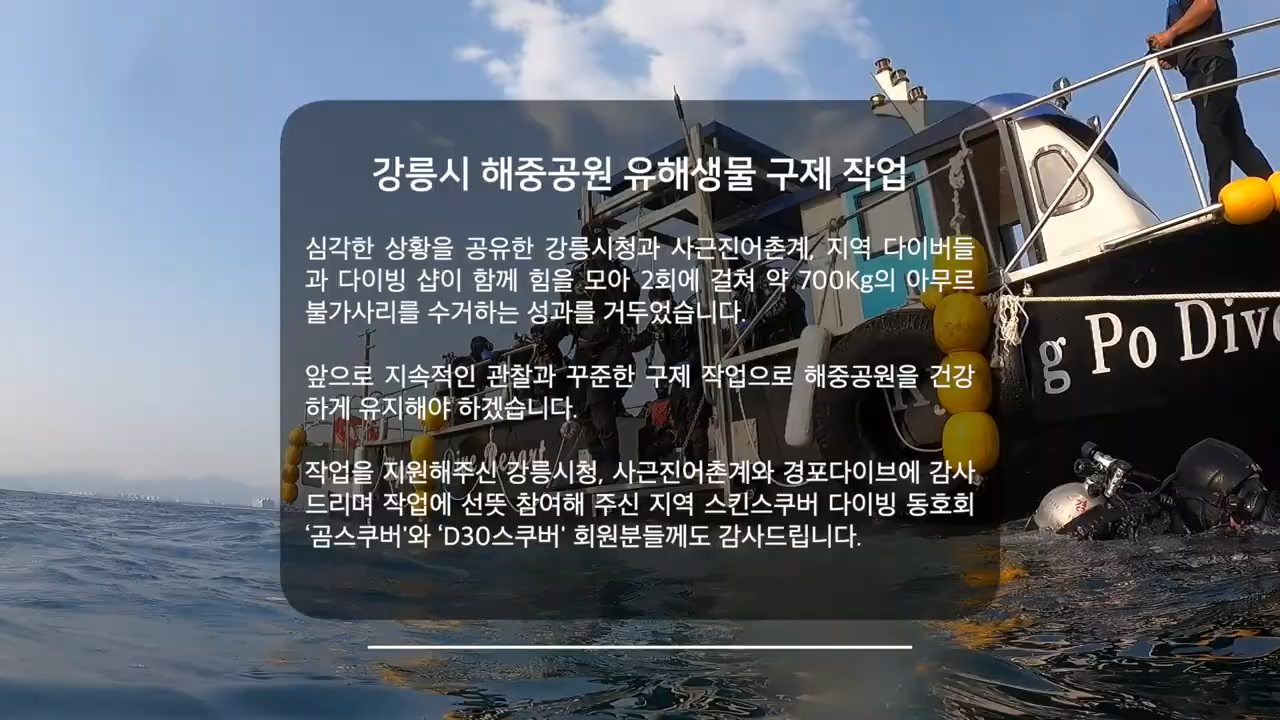 강릉시 해중공원 유해생물 구제 작업
심각한 상황을 공유한 강릉시청과 사근진어촌계, 지역 다이버들
과 다이빙 샵이 함께 힘을 모아 2회에 걸쳐 약 700Kg의 아무르
불가사리를 수거하는 성과를 거두었습니다.
앞으로 지속적인 관찰과 꾸준한 구제 작업으로 해중공원을 건강
하게 유지해야 하겠습니다.
작업을 지원해주신 강릉시청, 사근진어촌계와 경포다이브에 감사
드리며 작업에 선뜻 참여해 주신 지역 스킨스쿠버 다이빙 동호회
‘곰스쿠버'와 ‘D30스쿠버' 회원분들께도 감사드립니다.
g Po Dive
Dive Resort